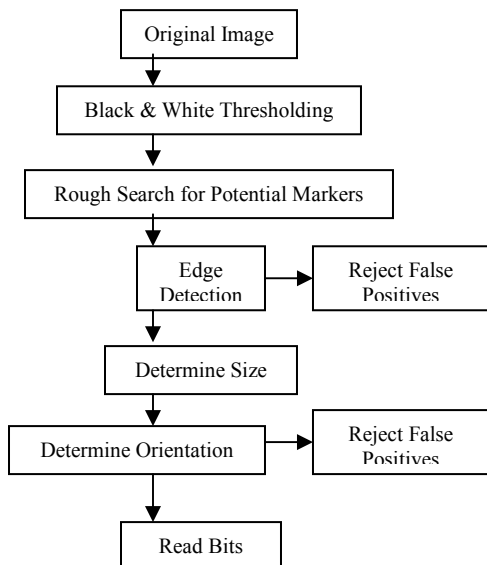 Original Image
Black & White Thresholding
Rough Search for Potential Markers
Edge
Detection
Reject False
Positives
Determine Size
Determine Orientation
Reject False
Positives
Read Bits